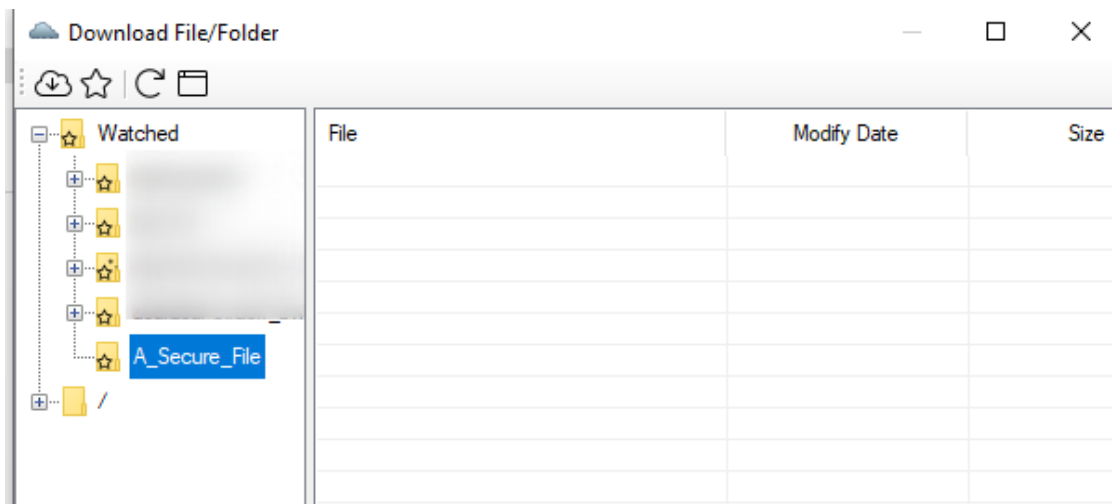 Download File/Folder
Watched
File Modify Date Size
A_Secure_File
/